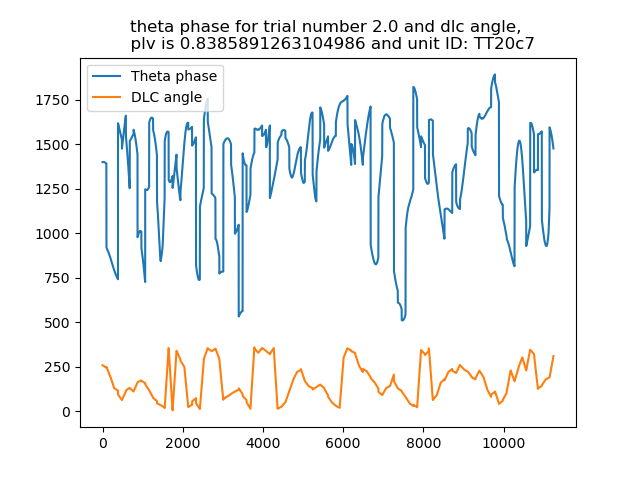 theta phase for trial number 2.0 and dlc angle,
plv is 0.8385891263104986 and unit ID: TT20c7
Theta phase
DLC angle
1750
1500
1250
1000
750
500
250
0
0 2000 4000 6000 8000 10000